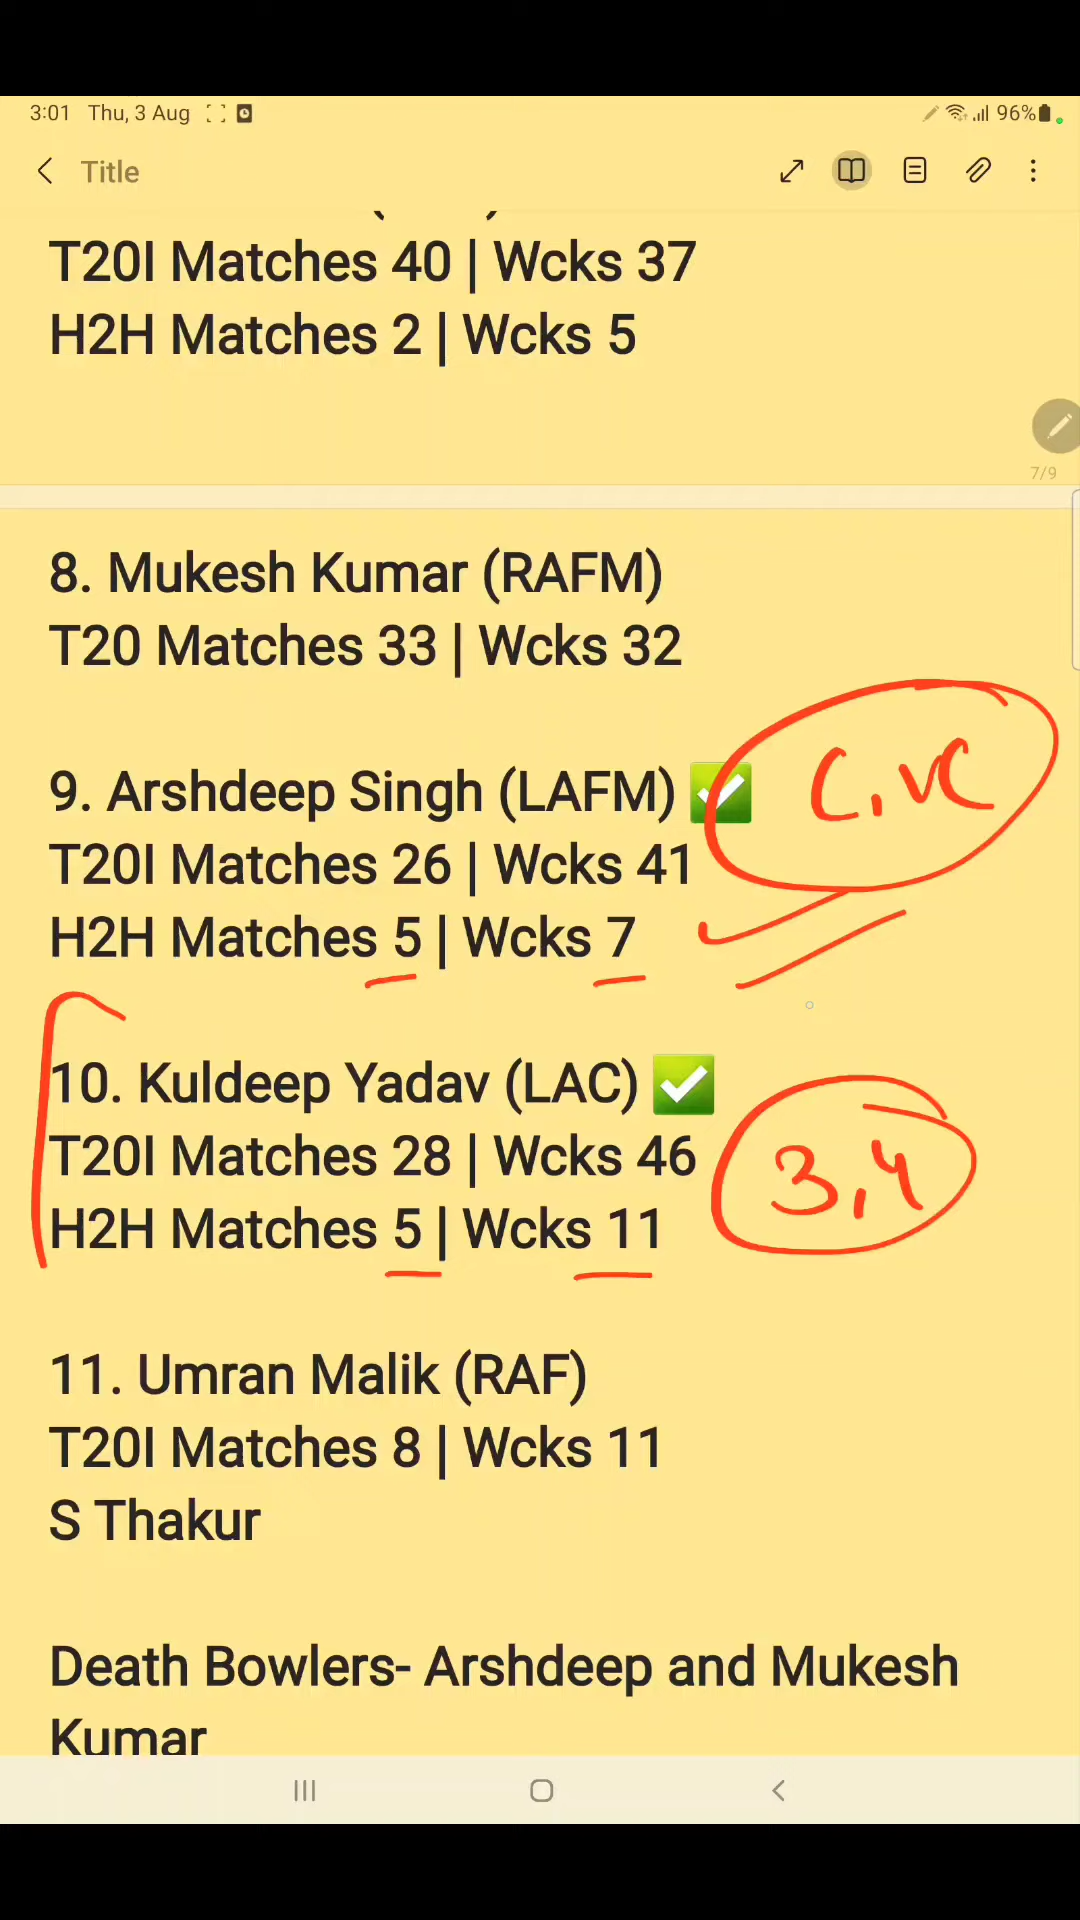 3:01 Thu, 3 Aug 96%
Title
T20I Matches 40 | Wcks 37
H2H Matches 2 | Wcks 5
7/9
8. Mukesh Kumar (RAFM)
T20 Matches 33 | Wcks 32
9. Arshdeep Singh (LAFM) ✅ C, VC
T20I Matches 26 | Wcks 41
H2H Matches 5 | Wcks 7
10. Kuldeep Yadav (LAC) ✅
T20I Matches 28 | Wcks 46 3,4
H2H Matches 5 | Wcks 11
11. Umran Malik (RAF)
T20I Matches 8 | Wcks 11
S Thakur
Death Bowlers- Arshdeep and Mukesh
Kumar